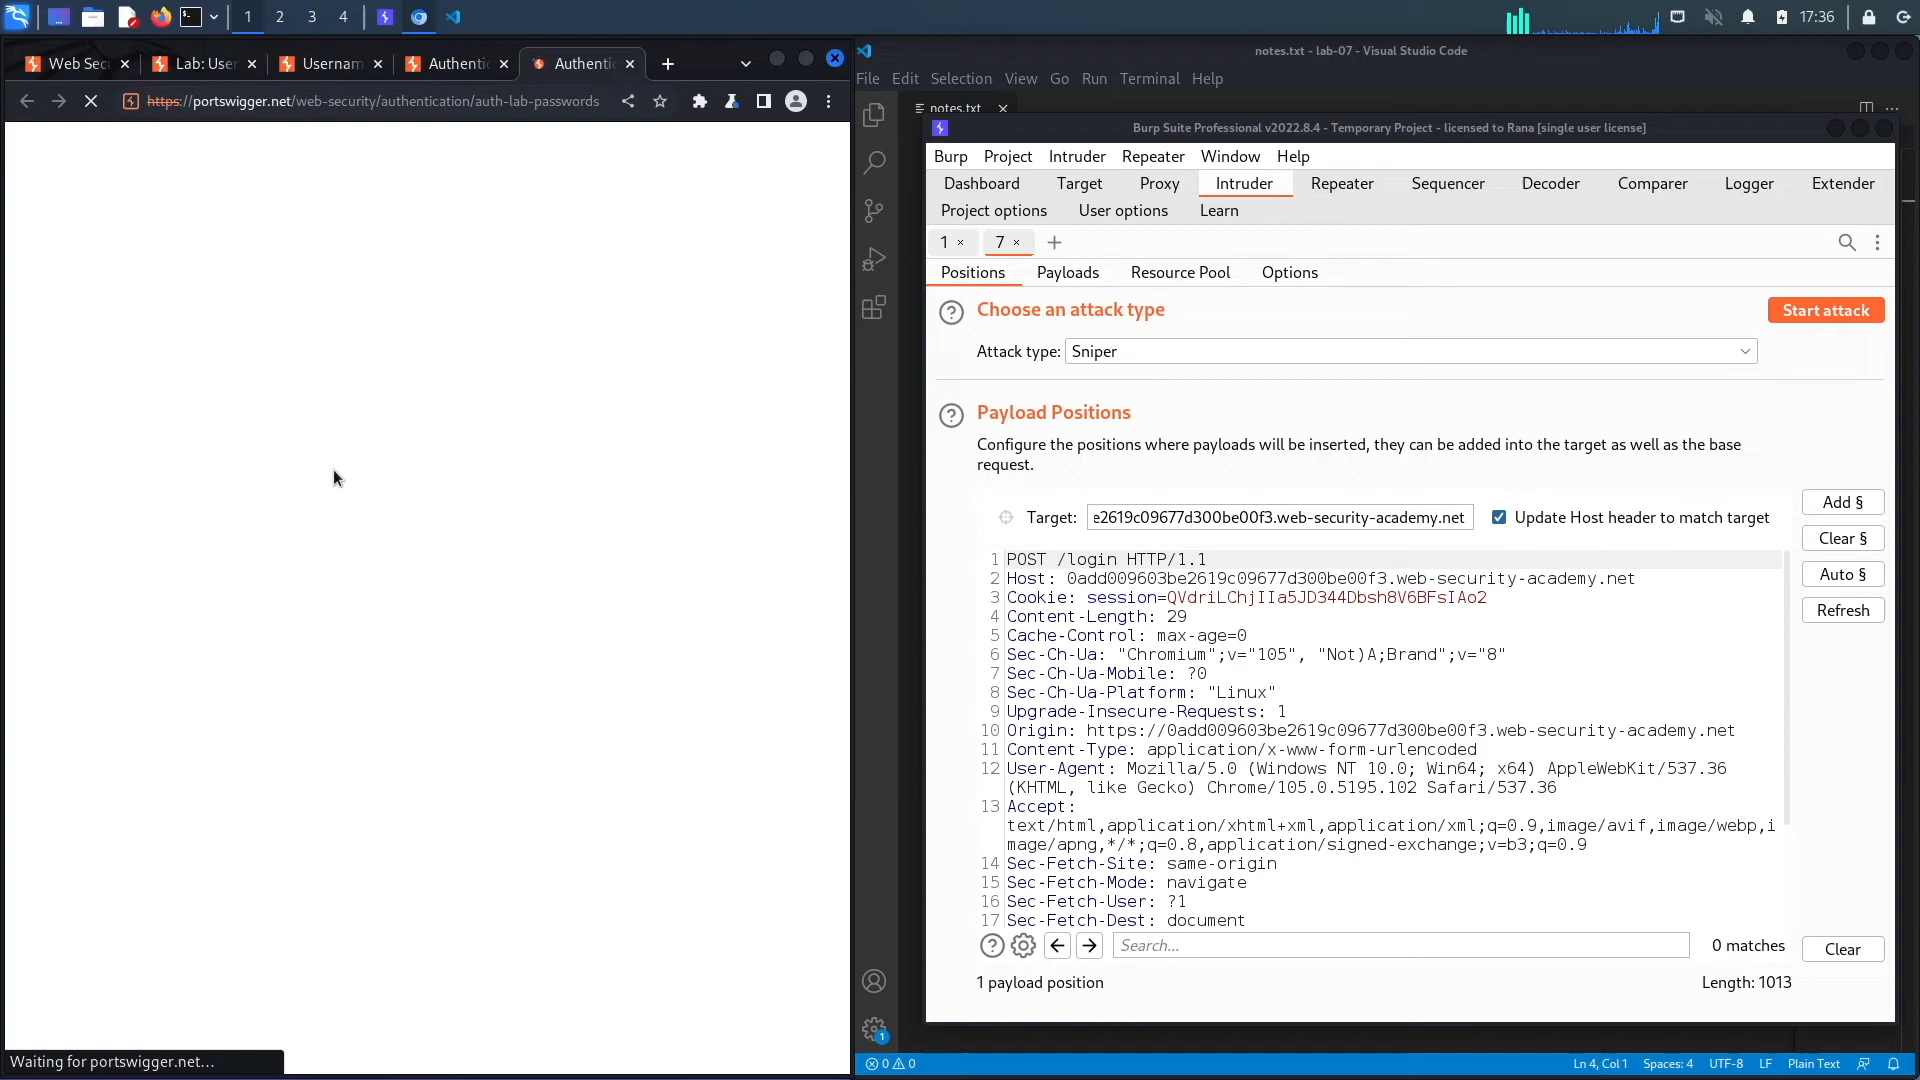 1
2
3
4
17:36
Web Secu
Lab: User
Usernam
Authentic
Authentic
https://portswigger.net/web-security/authentication/auth-lab-passwords
Waiting for portswigger.net...
notes.txt - lab-07 - Visual Studio Code
File Edit Selection View Go Run Terminal Help
notes.txt
Burp Suite Professional v2022.8.4 - Temporary Project - licensed to Rana [single user license]
Burp Project Intruder Repeater Window Help
Dashboard Target Proxy Intruder Repeater Sequencer Decoder Comparer Logger Extender
Project options User options Learn
1 × 7 × +
Positions Payloads Resource Pool Options
Choose an attack type
Start attack
Attack type: Sniper
Payload Positions
Configure the positions where payloads will be inserted, they can be added into the target as well as the base
request.
Target: e2619c09677d300be00f3.web-security-academy.net Update Host header to match target
Add §
Clear §
Auto §
Refresh
1 POST /login HTTP/1.1
2 Host: 0add009603be2619c09677d300be00f3.web-security-academy.net
3 Cookie: session=QVdriLChjIIa5JD344Dbsh8V6BFsIAo2
4 Content-Length: 29
5 Cache-Control: max-age=0
6 Sec-Ch-Ua: "Chromium";v="105", "Not)A;Brand";v="8"
7 Sec-Ch-Ua-Mobile: ?0
8 Sec-Ch-Ua-Platform: "Linux"
9 Upgrade-Insecure-Requests: 1
10 Origin: https://0add009603be2619c09677d300be00f3.web-security-academy.net
11 Content-Type: application/x-www-form-urlencoded
12 User-Agent: Mozilla/5.0 (Windows NT 10.0; Win64; x64) AppleWebKit/537.36
(KHTML, like Gecko) Chrome/105.0.5195.102 Safari/537.36
13 Accept:
text/html,application/xhtml+xml,application/xml;q=0.9,image/avif,image/webp,i
mage/apng,*/*;q=0.8,application/signed-exchange;v=b3;q=0.9
14 Sec-Fetch-Site: same-origin
15 Sec-Fetch-Mode: navigate
16 Sec-Fetch-User: ?1
17 Sec-Fetch-Dest: document
Search...
0 matches
Clear
1 payload position
Length: 1013
1
0 0
Ln 4, Col 1 Spaces: 4 UTF-8 LF Plain Text